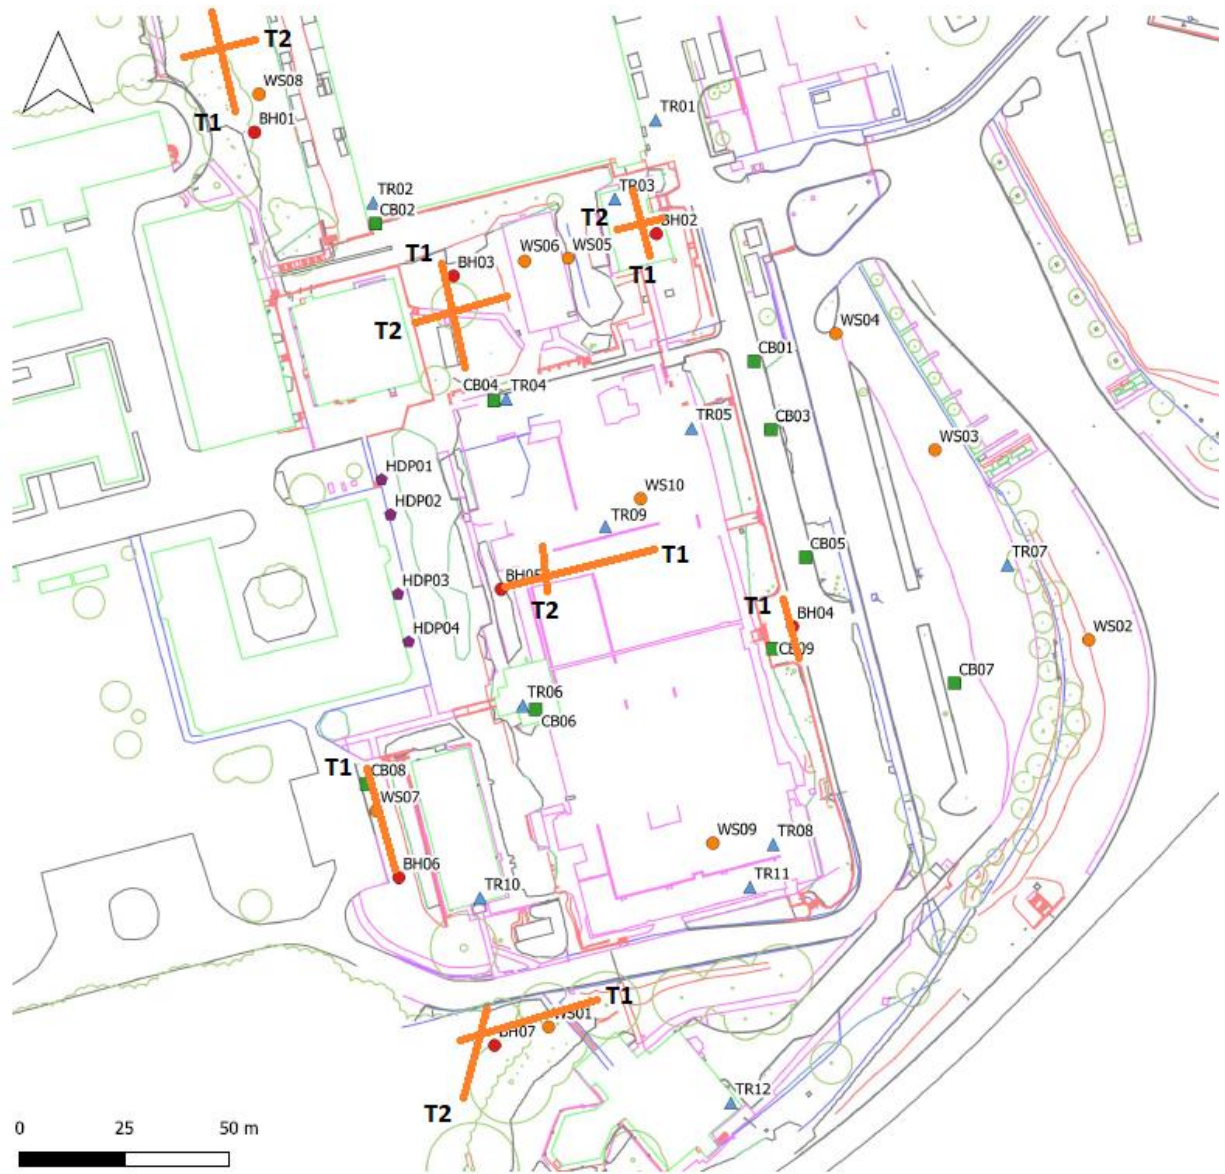 T2
WS08
T1
BH01
TR01
TR02
CB02
TR03
T2
BH02
T1
T1
BH03
WS06
WS05
T2
WS04
CB01
CB04
TR04
TR05
CB03
WS03
HDP01
HDP02
WS10
TR09
CB05
TR07
BH05
T1
HDP03
T2
T1
BH04
HDP04
WS02
CB09
CB07
TR06
CB06
T1
CB08
WS07
WS09
TR08
BH06
TR10
TR11
T1
WS01
BH07
T2
TR12
0 25 50 m